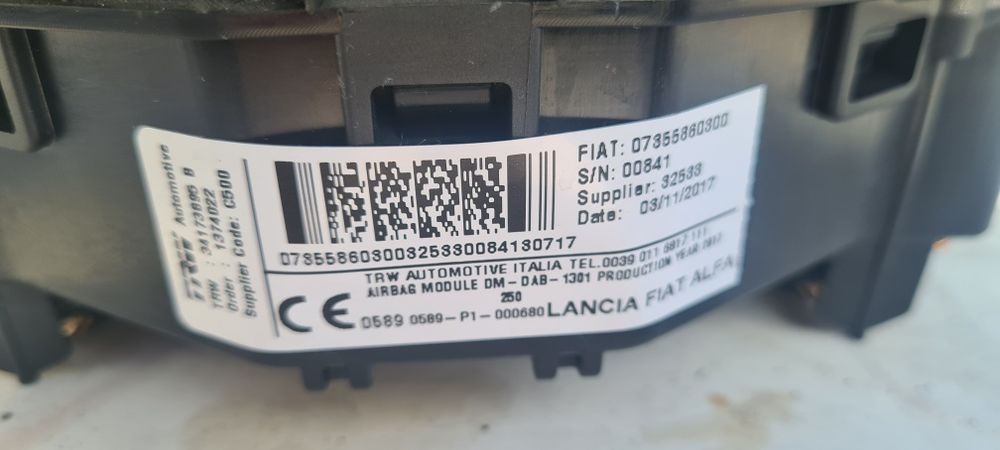 TRW Automotive
TRW : 34173695 B
Order : 1374022
Supplier Code: C500
FIAT: 07355860300
S/N: 00841
Supplier: 32533
Date: 03/11/2017
07355860300325330084130717
TRW AUTOMOTIVE ITALIA TEL.0039 011 6817 111
AIRBAG MODULE DM-DAB-1301 PRODUCTION YEAR 2017
250
CE 0589 0589-P1-000680 LANCIA FIAT ALFA